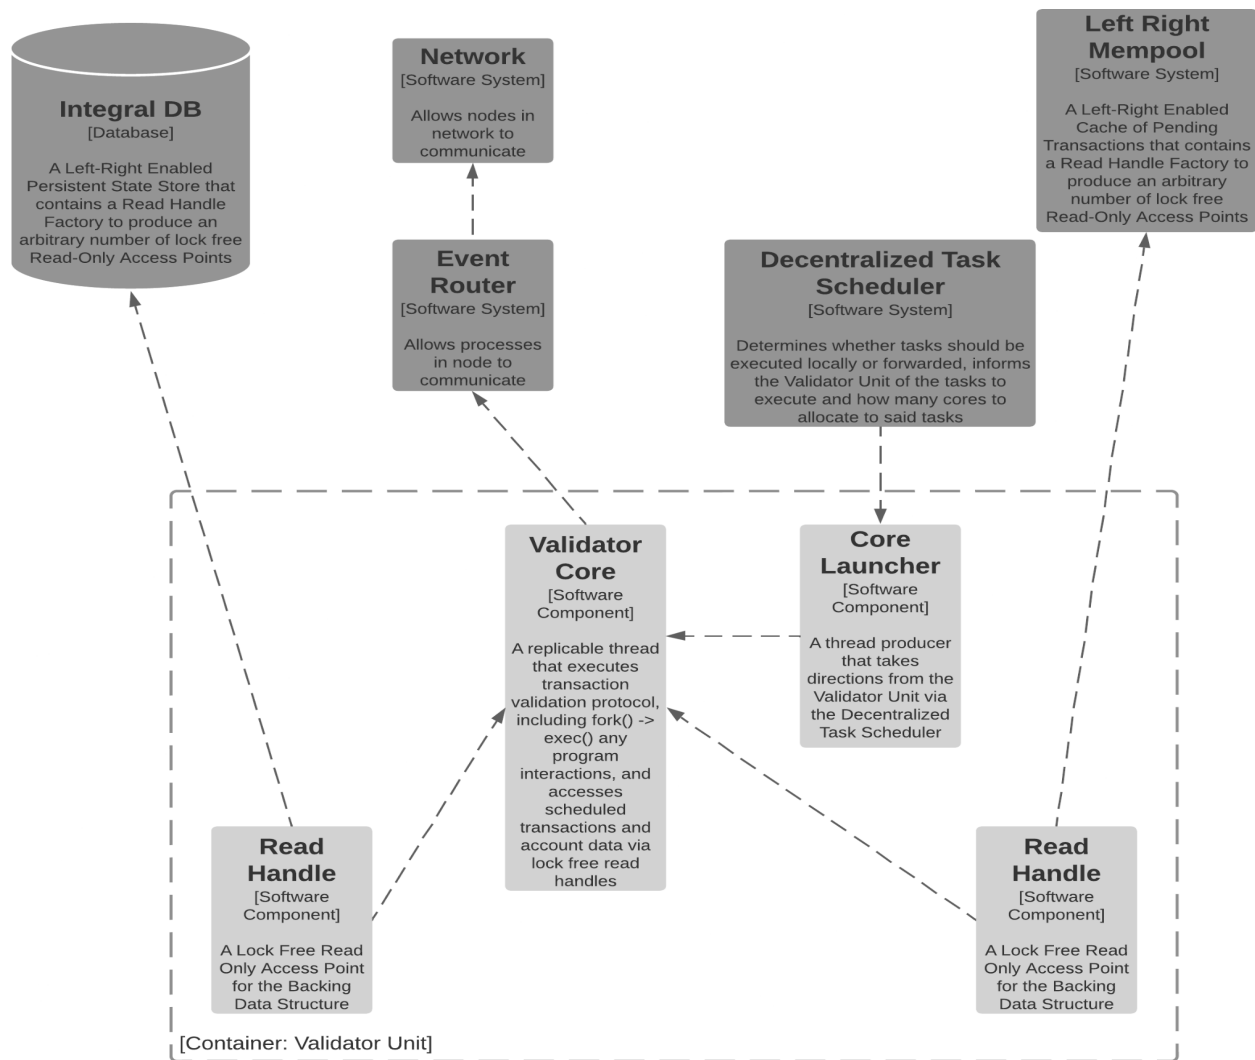 Integral DB
[Database]
A Left-Right Enabled
Persistent State Store that
contains a Read Handle
Factory to produce an
arbitrary number of lock free
Read-Only Access Points
Network
[Software System]
Allows nodes in
network to
communicate
Left Right
Mempool
[Software System]
A Left-Right Enabled
Cache of Pending
Transactions that contains
a Read Handle Factory to
produce an arbitrary
number of lock free
Read-Only Access Points
Event
Router
[Software System]
Allows processes
in node to
communicate
Decentralized Task
Scheduler
[Software System]
Determines whether tasks should be
executed locally or forwarded, informs
the Validator Unit of the tasks to
execute and how many cores to
allocate to said tasks
Validator
Core
[Software
Component]
A replicable thread
that executes
transaction
validation protocol,
including fork() ->
exec() any
program
interactions, and
accesses
scheduled
transactions and
account data via
lock free read
handles
Core
Launcher
[Software
Component]
A thread producer
that takes
directions from the
Validator Unit via
the Decentralized
Task Scheduler
Read
Handle
[Software
Component]
A Lock Free Read
Only Access Point
for the Backing
Data Structure
Read
Handle
[Software
Component]
A Lock Free Read
Only Access Point
for the Backing
Data Structure
[Container: Validator Unit]